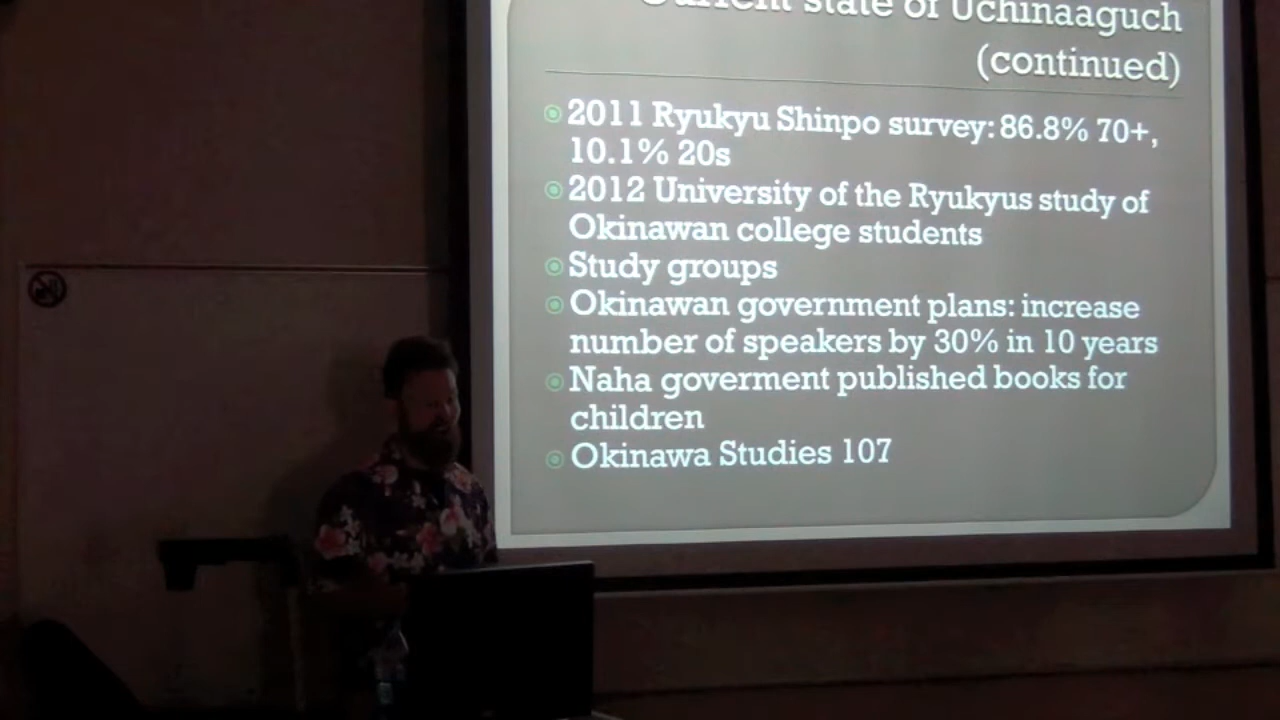 Current state of Uchinaaguch
(continued)
2011 Ryukyu Shinpo survey: 86.8% 70+,
10.1% 20s
2012 University of the Ryukyus study of
Okinawan college students
Study groups
Okinawan government plans: increase
number of speakers by 30% in 10 years
Naha goverment published books for
children
Okinawa Studies 107